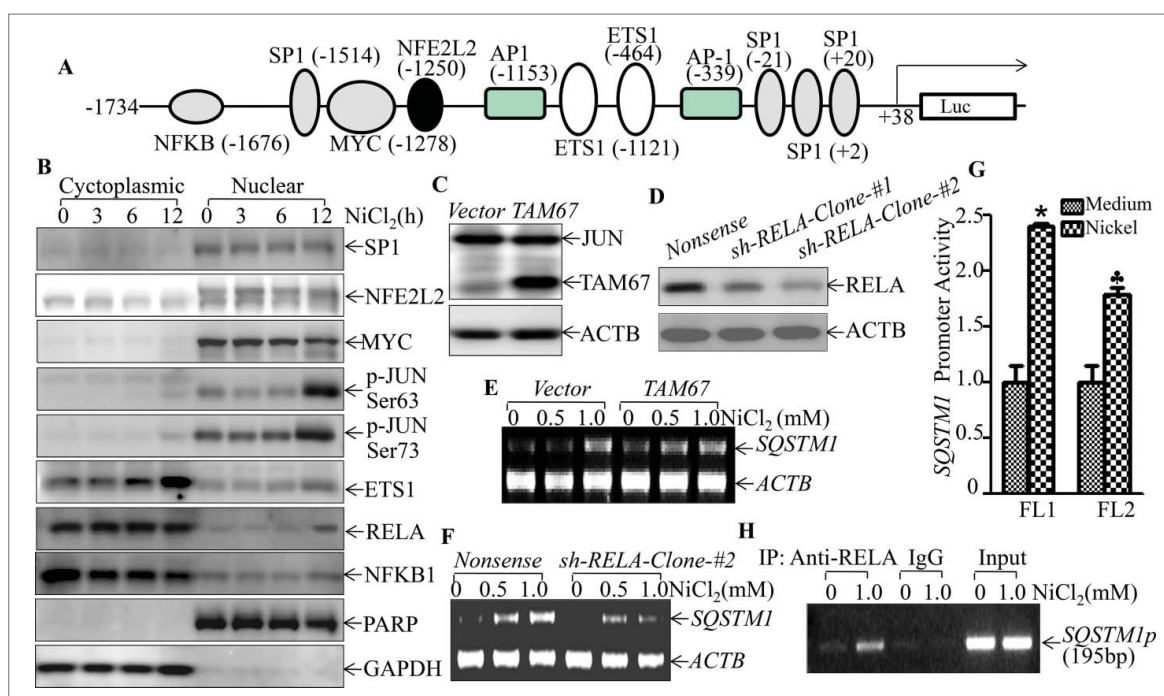 A
SP1 (-1514)
NFE2L2
(-1250)
AP1
(-1153)
ETS1
(-464)
AP-1
(-339)
SP1
(-21)
SP1
(+20)
-1734
+38
Luc
NFKB (-1676)
MYC (-1278)
ETS1 (-1121)
SP1 (+2)
B
Cyctoplasmic Nuclear
0 3 6 12 0 3 6 12 NiCl2(h)
SP1
NFE2L2
MYC
p-JUN
Ser63
p-JUN
Ser73
ETS1
RELA
NFKB1
PARP
GAPDH
C
Vector TAM67
JUN
TAM67
ACTB
D
Nonsense
sh-RELA-Clone-#1
sh-RELA-Clone-#2
RELA
ACTB
E
Vector TAM67
0 0.5 1.0 0 0.5 1.0 NiCl2 (mM)
SQSTM1
ACTB
F
Nonsense sh-RELA-Clone-#2
0 0.5 1.0 0 0.5 1.0 NiCl2(mM)
SQSTM1
ACTB
G
Medium
Nickel
SQSTM1 Promoter Activity
2.5
2.0
1.5
1.0
0.5
0
*
♣
FL1 FL2
H
IP: Anti-RELA IgG Input
0 1.0 0 1.0 0 1.0 NiCl2(mM)
SQSTM1p
(195bp)